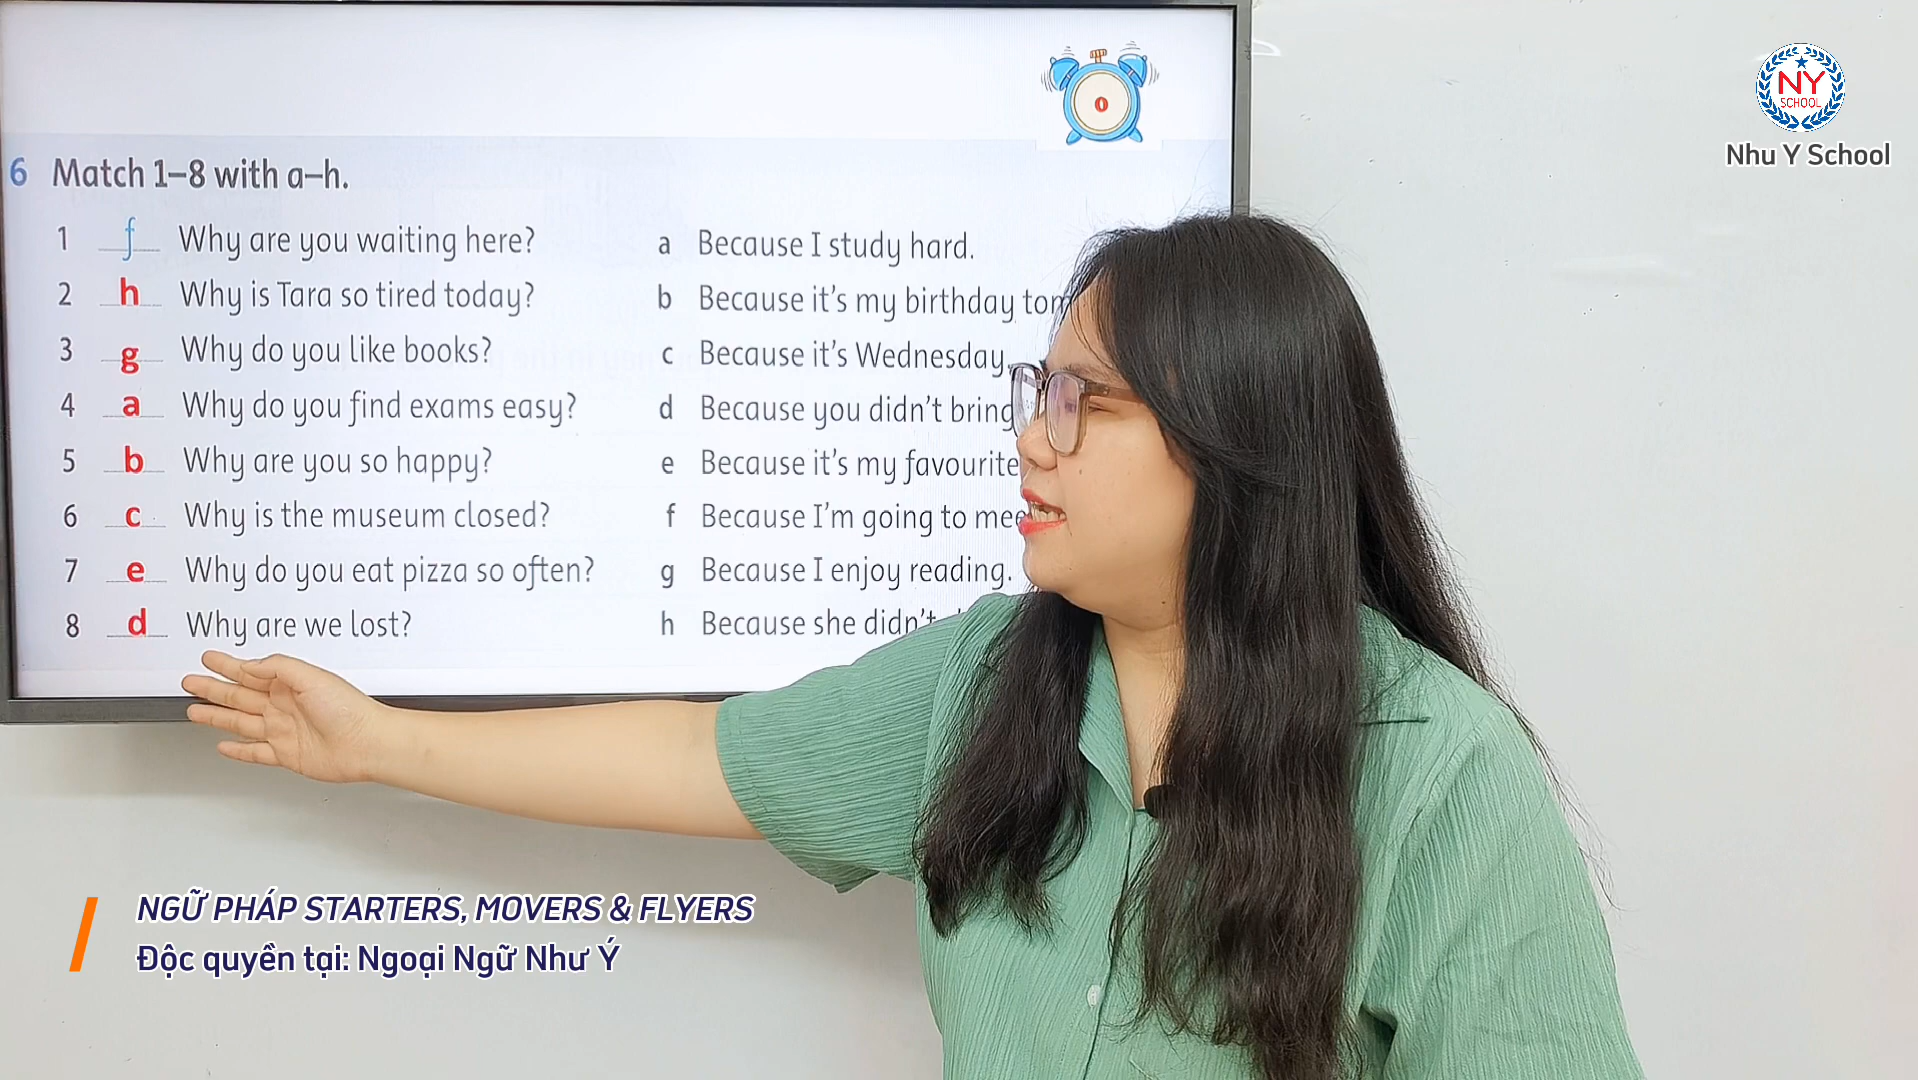 0
NY
SCHOOL
Nhu Y School
6 Match 1–8 with a–h.
1 f Why are you waiting here?
2 h Why is Tara so tired today?
3 g Why do you like books?
4 a Why do you find exams easy?
5 b Why are you so happy?
6 c Why is the museum closed?
7 e Why do you eat pizza so often?
8 d Why are we lost?
a Because I study hard.
b Because it's my birthday
c Because it's Wednesday.
d Because you didn't bring
e Because it's my favourite
f Because I'm going to
g Because I enjoy reading.
h Because she didn't
NGỮ PHÁP STARTERS, MOVERS & FLYERS
Độc quyền tại: Ngoại Ngữ Như Ý